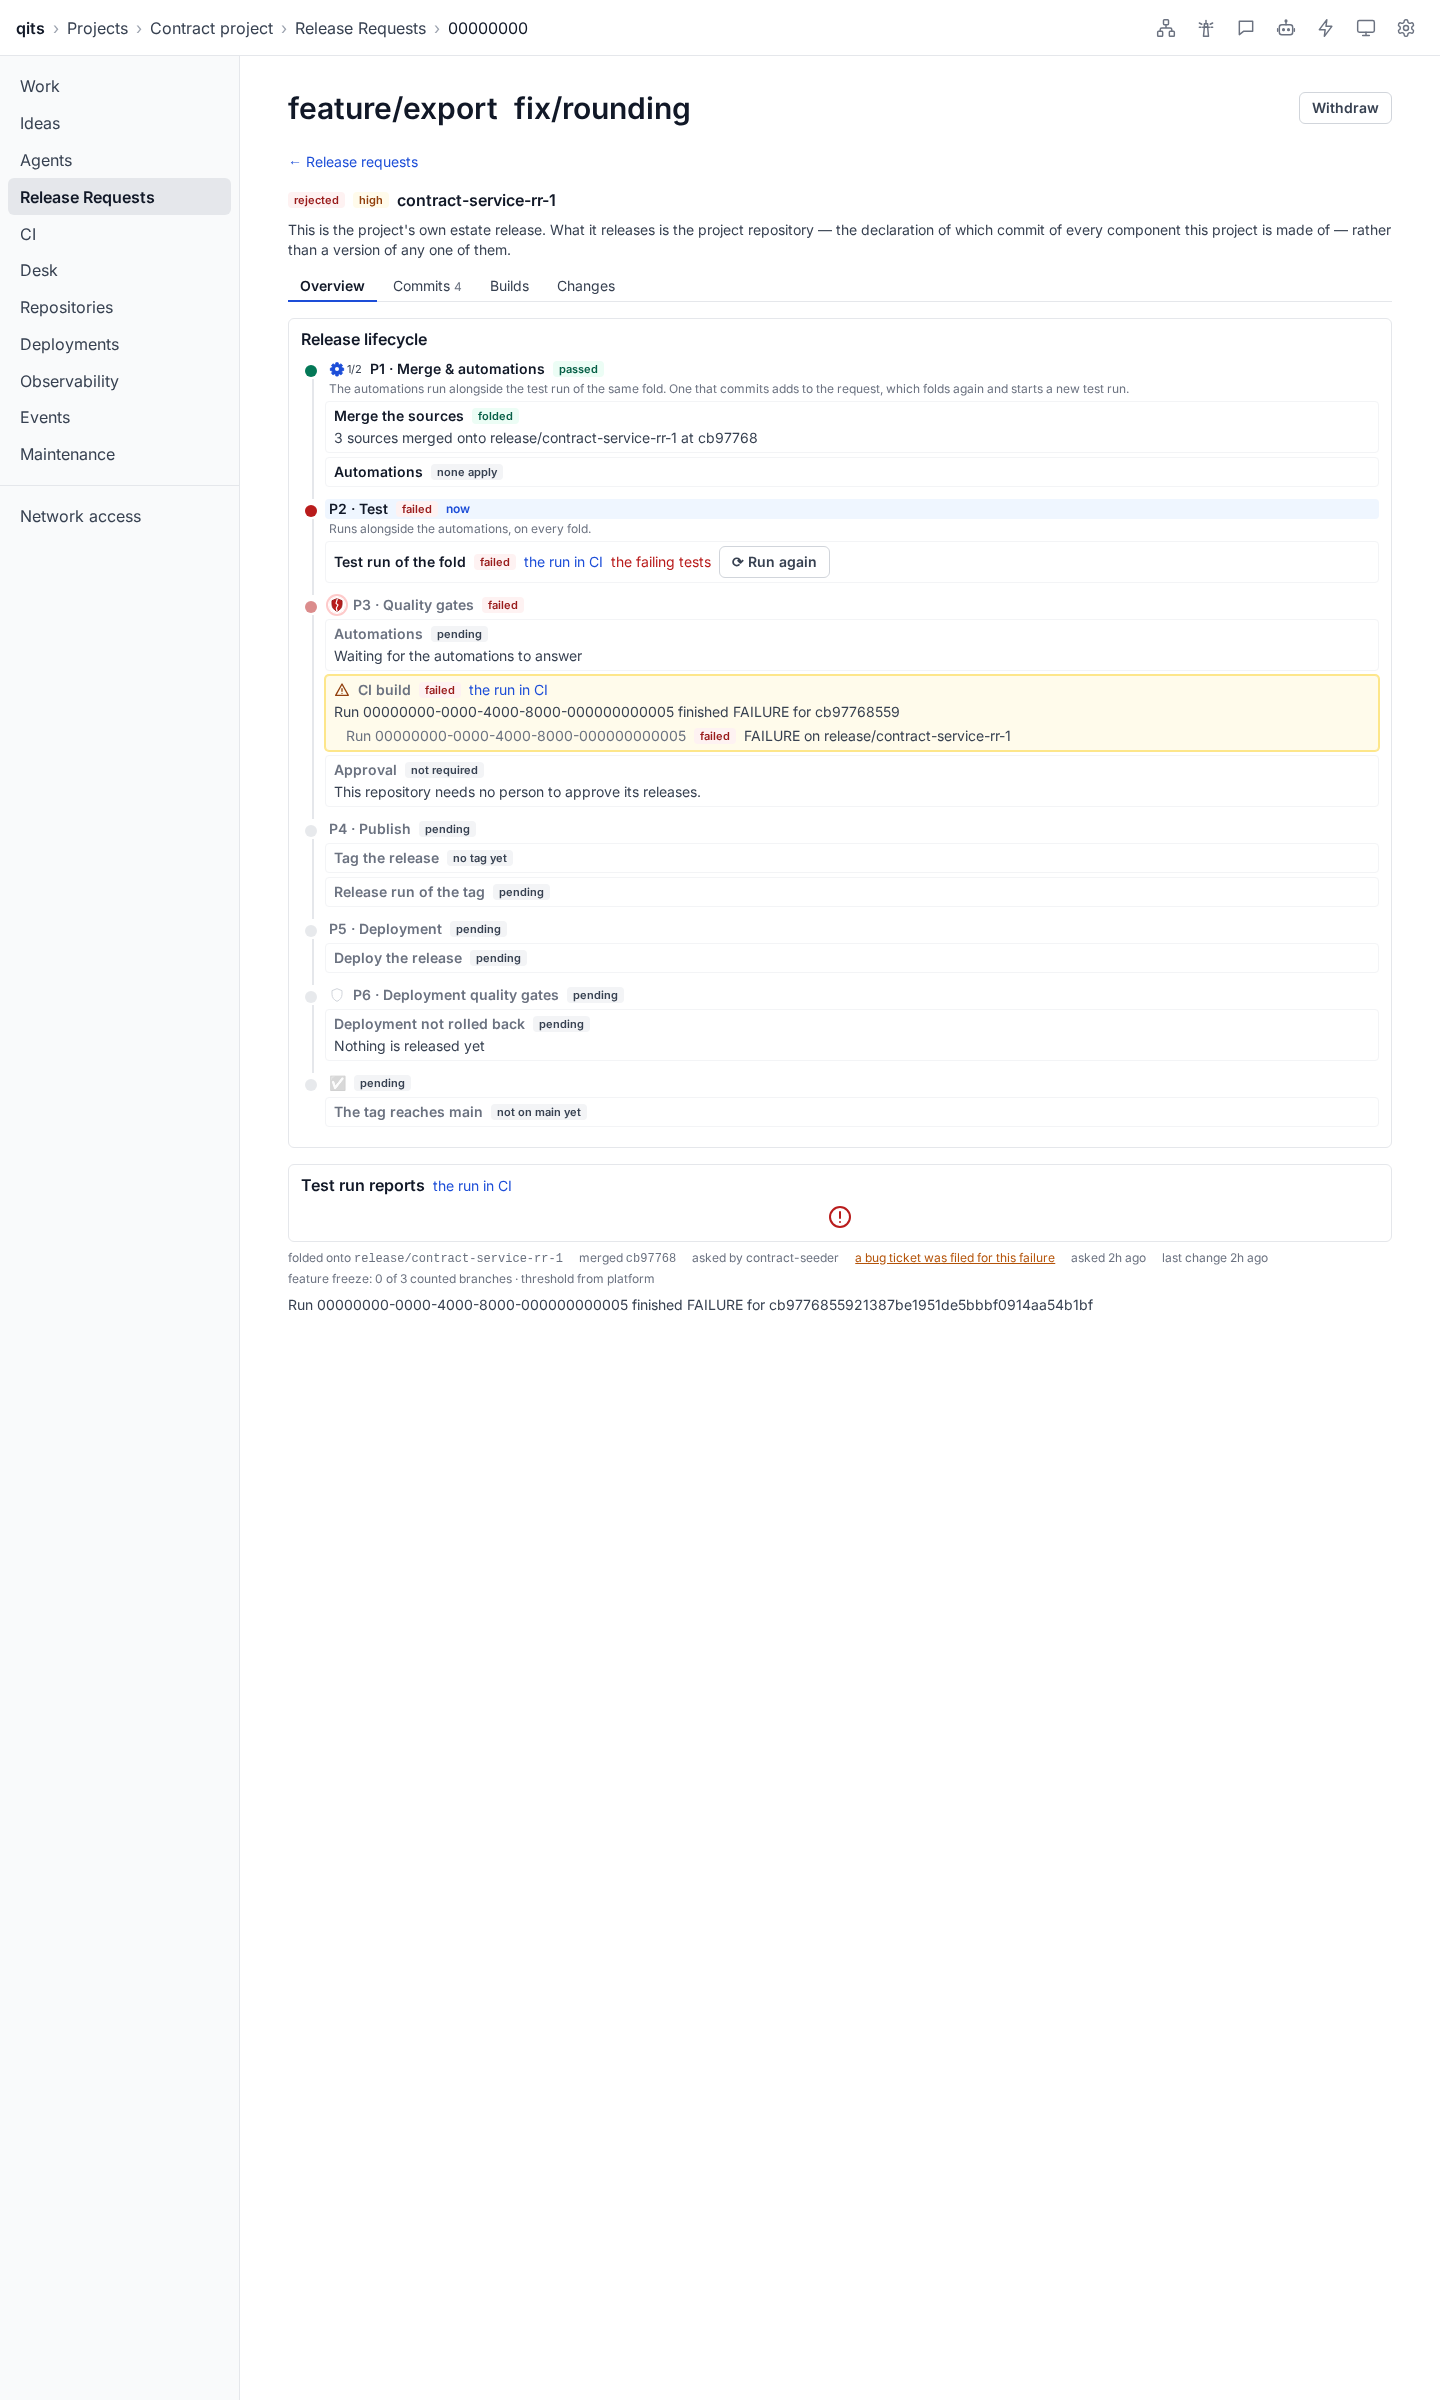 qits › Projects › Contract project › Release Requests › 00000000
Work
Ideas
Agents
Release Requests
CI
Desk
Repositories
Deployments
Observability
Events
Maintenance
Network access
feature/export fix/rounding
Withdraw
← Release requests
rejected high contract-service-rr-1
This is the project's own estate release. What it releases is the project repository — the declaration of which commit of every component this project is made of — rather
than a version of any one of them.
Overview Commits 4 Builds Changes
Release lifecycle
1/2 P1 · Merge & automations passed
The automations run alongside the test run of the same fold. One that commits adds to the request, which folds again and starts a new test run.
Merge the sources folded
3 sources merged onto release/contract-service-rr-1 at cb97768
Automations none apply
P2 · Test failed now
Runs alongside the automations, on every fold.
Test run of the fold failed the run in CI the failing tests ⟳ Run again
P3 · Quality gates failed
Automations pending
Waiting for the automations to answer
CI build failed the run in CI
Run 00000000-0000-4000-8000-000000000005 finished FAILURE for cb97768559
Run 00000000-0000-4000-8000-000000000005 failed FAILURE on release/contract-service-rr-1
Approval not required
This repository needs no person to approve its releases.
P4 · Publish pending
Tag the release no tag yet
Release run of the tag pending
P5 · Deployment pending
Deploy the release pending
P6 · Deployment quality gates pending
Deployment not rolled back pending
Nothing is released yet
pending
The tag reaches main not on main yet
Test run reports the run in CI
folded onto release/contract-service-rr-1 merged cb97768 asked by contract-seeder a bug ticket was filed for this failure asked 2h ago last change 2h ago
feature freeze: 0 of 3 counted branches · threshold from platform
Run 00000000-0000-4000-8000-000000000005 finished FAILURE for cb9776855921387be1951de5bbbf0914aa54b1bf